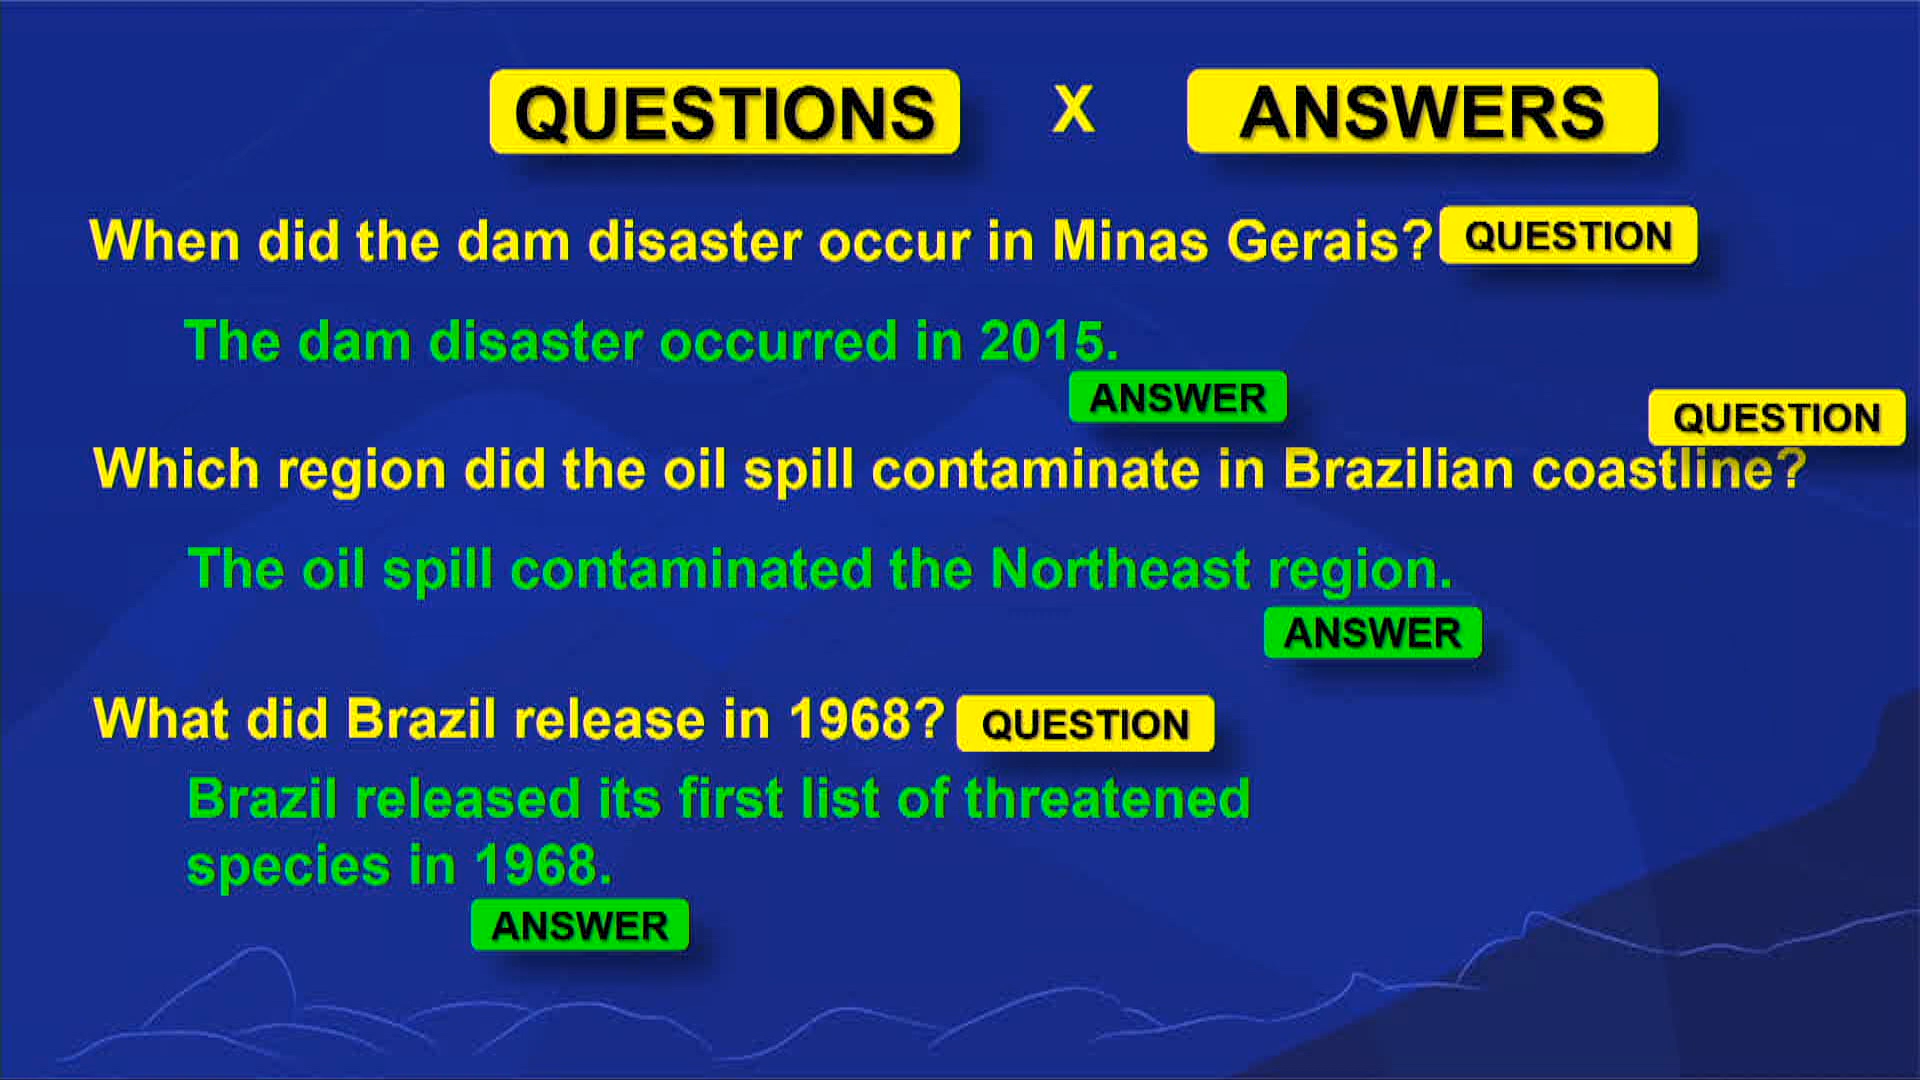 QUESTIONS X ANSWERS
When did the dam disaster occur in Minas Gerais? QUESTION
The dam disaster occurred in 2015.
ANSWER
QUESTION
Which region did the oil spill contaminate in Brazilian coastline?
The oil spill contaminated the Northeast region.
ANSWER
What did Brazil release in 1968? QUESTION
Brazil released its first list of threatened
species in 1968.
ANSWER